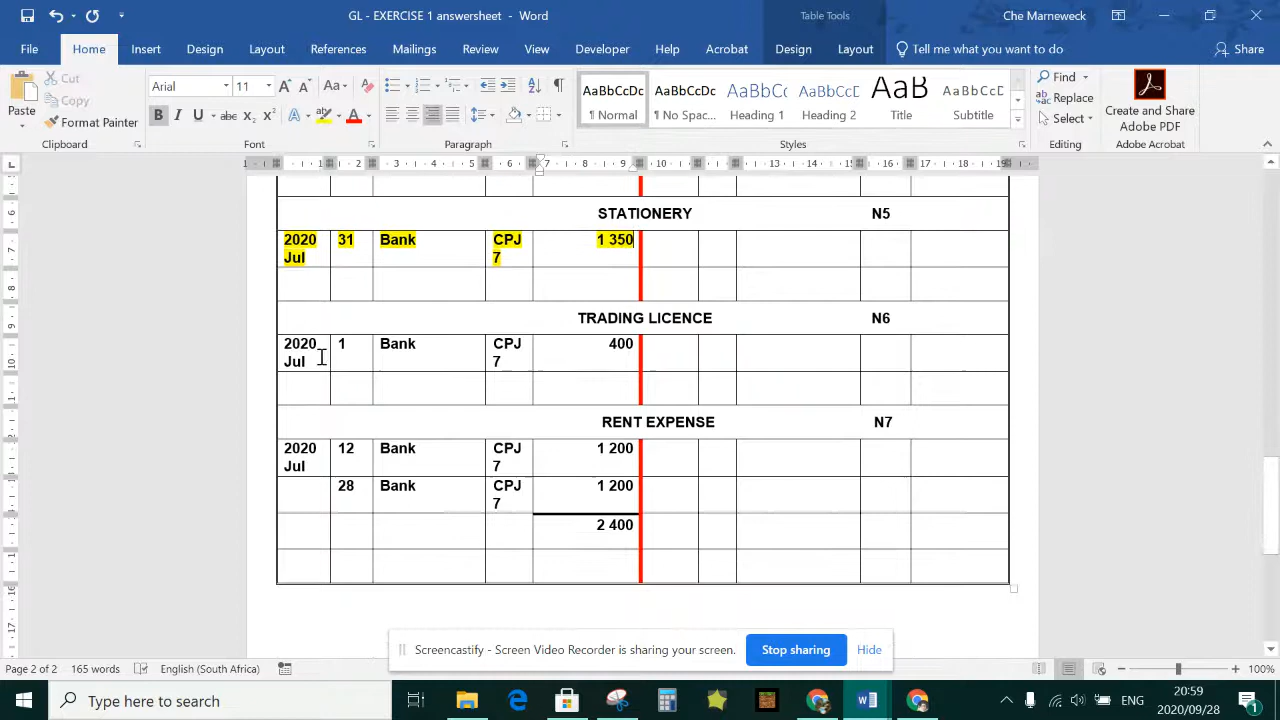 GL - EXERCISE 1 answersheet - Word
Table Tools
Che Marneweck
File Home Insert Design Layout References Mailings Review View Developer Help Acrobat Design Layout Tell me what you want to do Share
Paste
Cut
Copy
Format Painter
Clipboard
Arial 11
Font
Paragraph
AaBbCcDc AaBbCcDc AaBbCc AaBbCcD AaB AaBbCcD
¶ Normal ¶ No Spac... Heading 1 Heading 2 Title Subtitle
Styles
Find
Replace
Select
Editing
Create and Share
Adobe PDF
Adobe Acrobat
STATIONERY N5
2020 31 Bank CPJ 1 350
Jul 7
TRADING LICENCE N6
2020 1 Bank CPJ 400
Jul 7
RENT EXPENSE N7
2020 12 Bank CPJ 1 200
Jul 7
28 Bank CPJ 1 200
7
2 400
Screencastify - Screen Video Recorder is sharing your screen. Stop sharing Hide
Page 2 of 2 165 words English (South Africa) 100%
Type here to search
ENG
20:59
2020/09/28
1